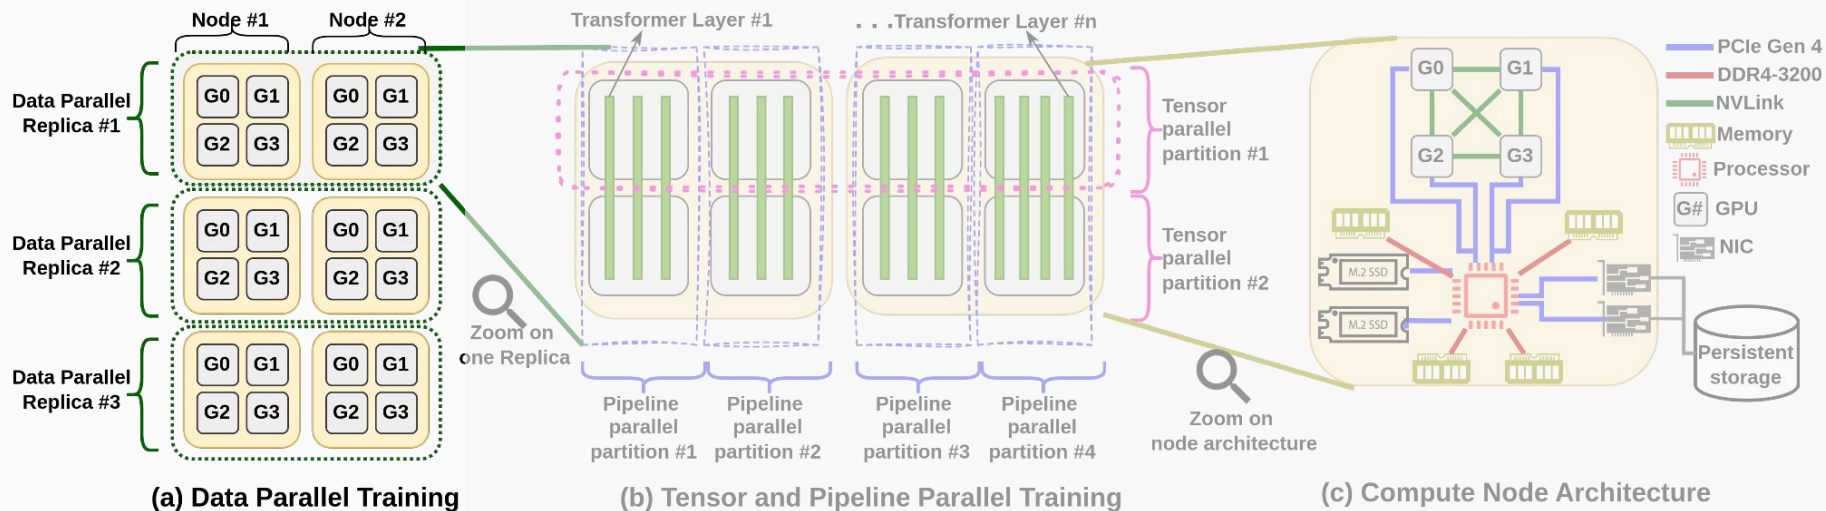 Node #1
Node #2
Data Parallel
Replica #1
G0 G1
G2 G3
G0 G1
G2 G3
Data Parallel
Replica #2
G0 G1
G2 G3
G0 G1
G2 G3
Data Parallel
Replica #3
G0 G1
G2 G3
G0 G1
G2 G3
(a) Data Parallel Training
Zoom on
one Replica
Transformer Layer #1
. . .Transformer Layer #n
Tensor
parallel
partition #1
Tensor
parallel
partition #2
Pipeline
parallel
partition #1
Pipeline
parallel
partition #2
Pipeline
parallel
partition #3
Pipeline
parallel
partition #4
(b) Tensor and Pipeline Parallel Training
Zoom on
node architecture
G0 G1
G2 G3
M.2 SSD
M.2 SSD
Persistent
storage
PCIe Gen 4
DDR4-3200
NVLink
Memory
Processor
G# GPU
NIC
(c) Compute Node Architecture